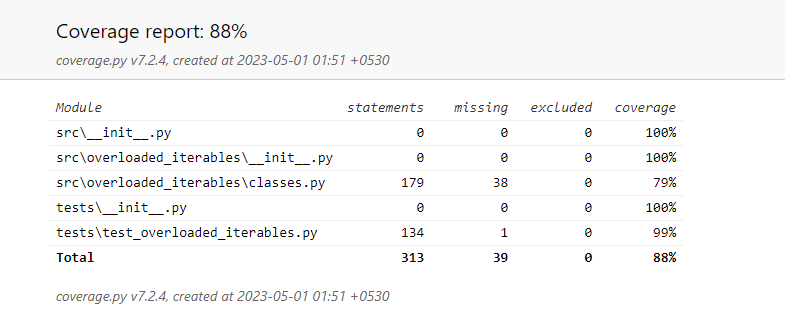 Coverage report: 88%
coverage.py v7.2.4, created at 2023-05-01 01:51 +0530
Module statements missing excluded coverage
src\__init__.py 0 0 0 100%
src\overloaded_iterables\__init__.py 0 0 0 100%
src\overloaded_iterables\classes.py 179 38 0 79%
tests\__init__.py 0 0 0 100%
tests\test_overloaded_iterables.py 134 1 0 99%
Total 313 39 0 88%
coverage.py v7.2.4, created at 2023-05-01 01:51 +0530